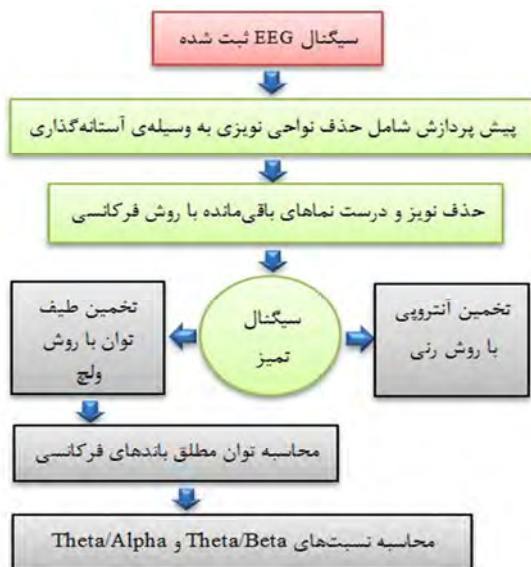 سیگنال EEG ثبت شده
پیش پردازش شامل حذف نواحی نویزی به وسیله‌ی آستانه‌گذاری
حذف نویز و درست نماهای باقی‌مانده با روش فرکانسی
سیگنال
تمیز
تخمین آنتروپی
با روش رنی
تخمین طیف
توان با روش
ولچ
محاسبه توان مطلق باندهای فرکانسی
محاسبه نسبت‌های Theta/Beta و Theta/Alpha